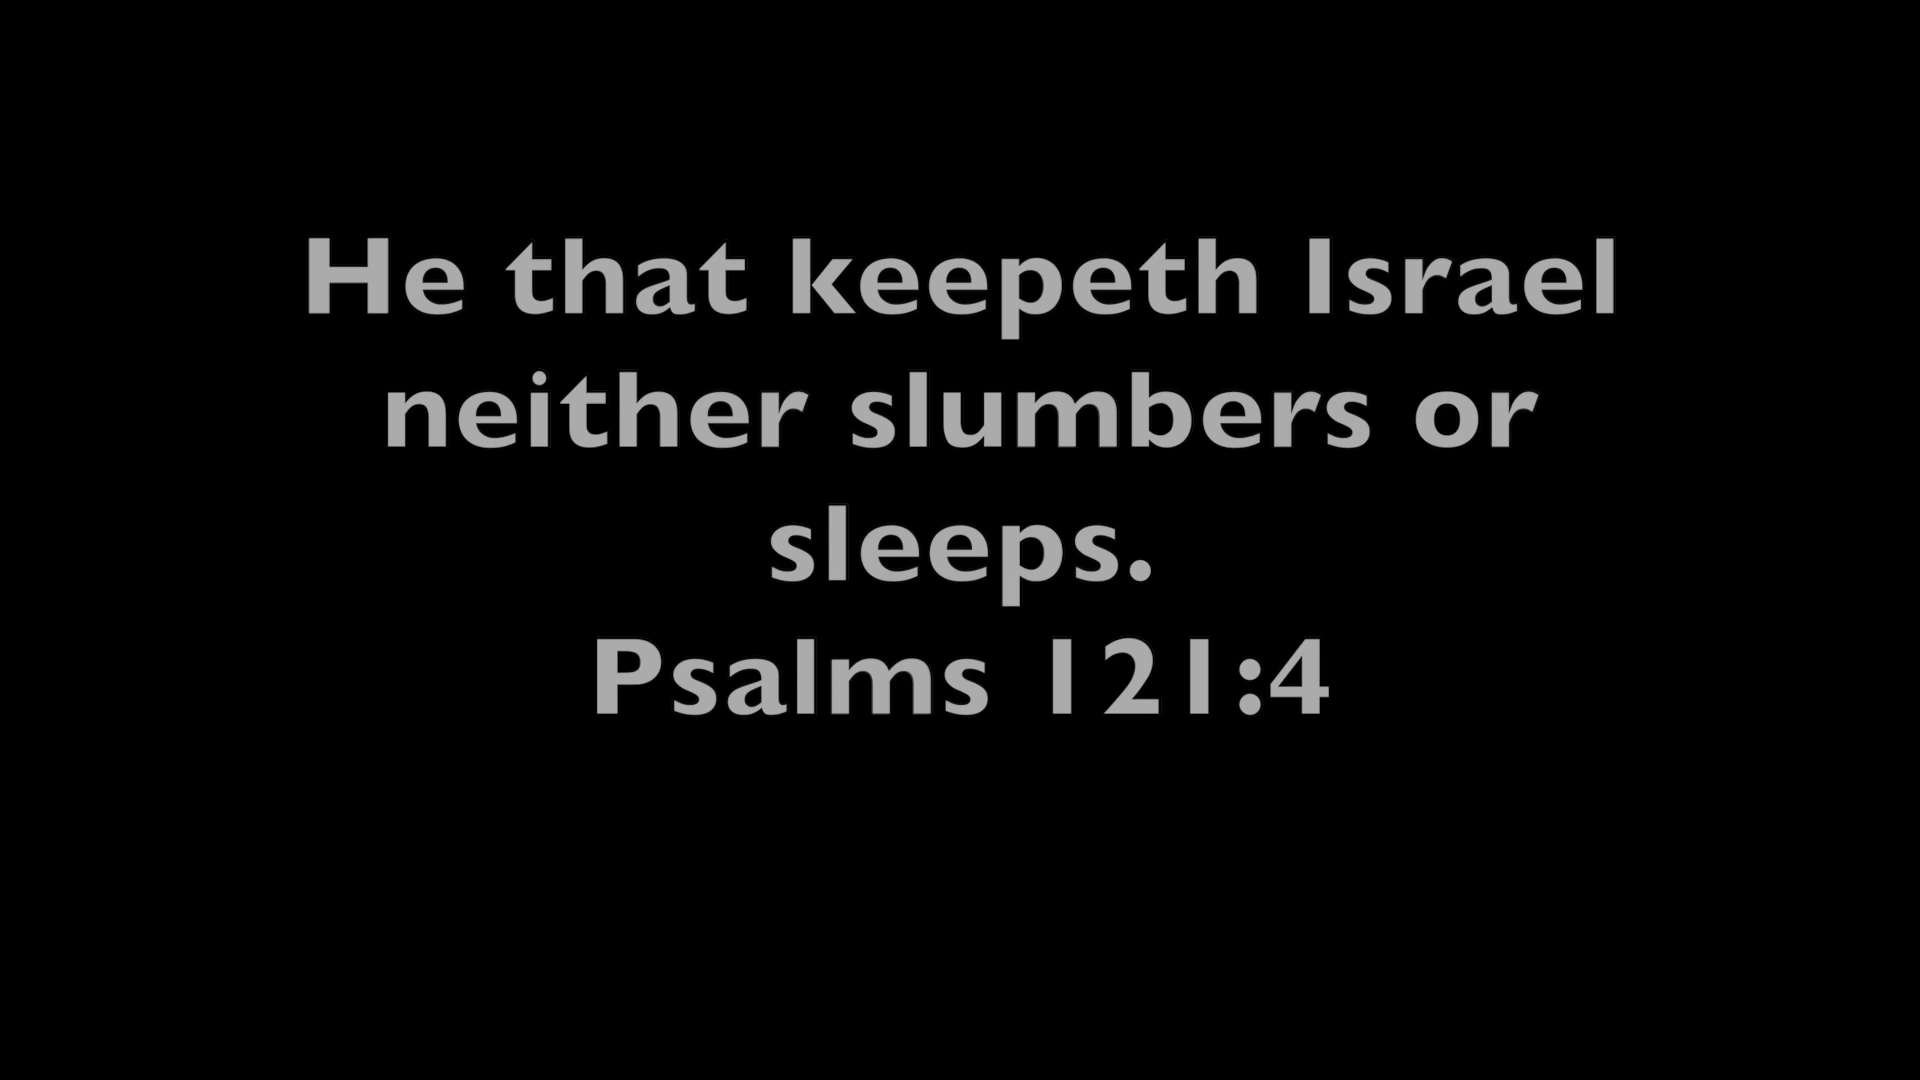 He that keepeth Israel
neither slumbers or
sleeps.
Psalms 121:4